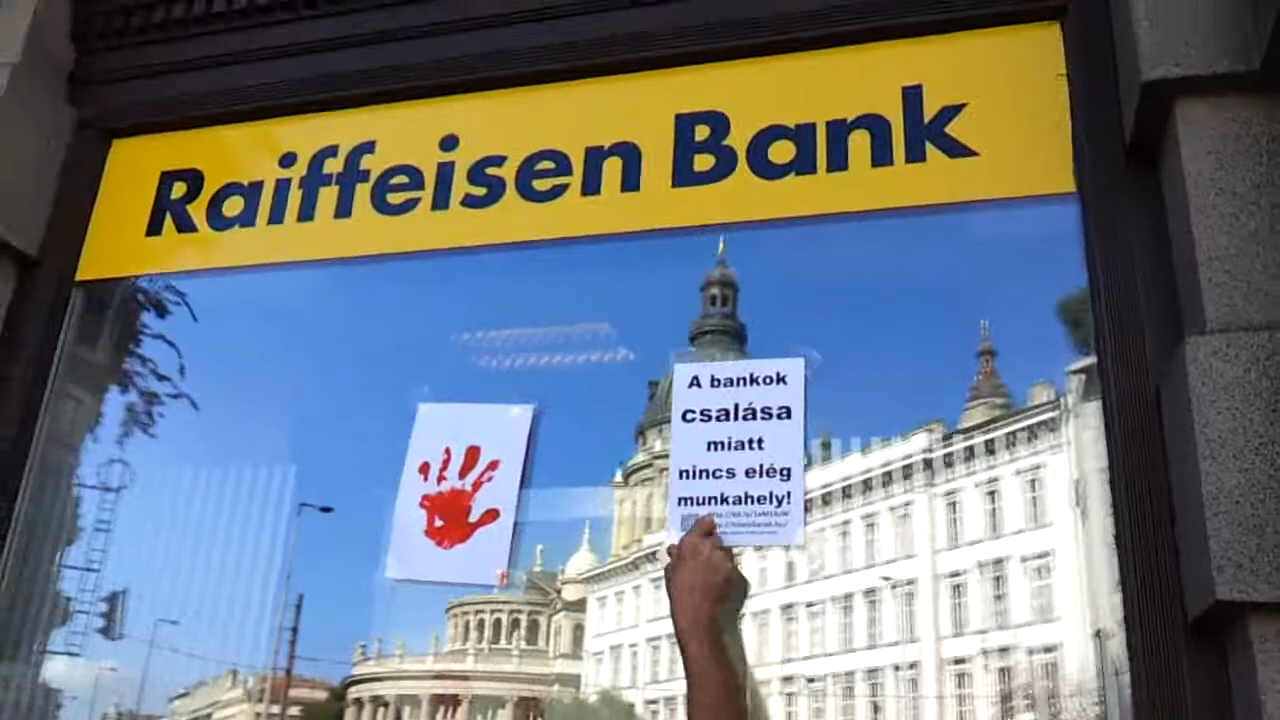 Raiffeisen Bank
A bankok
csalása
miatt
nincs elég
munkahely!